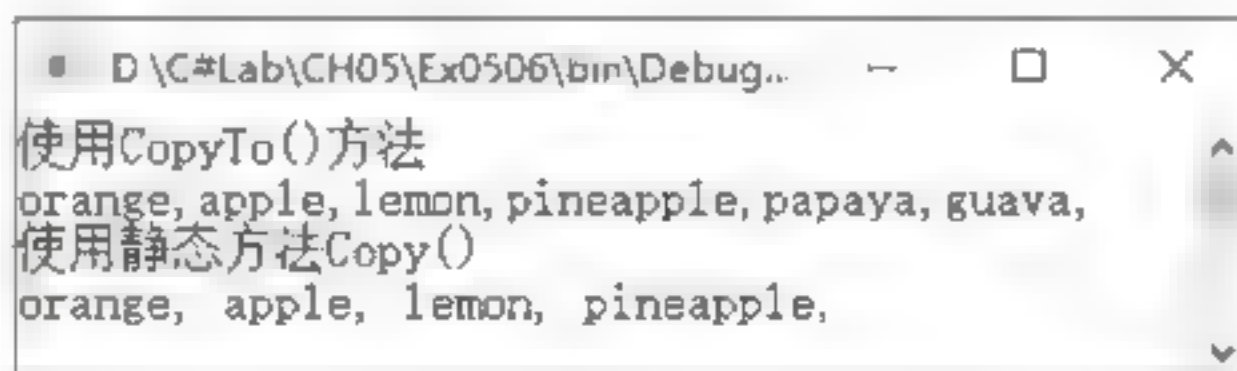 D:\C#Lab\CH05\Ex0506\bin\Debug...
使用CopyTo()方法
orange,apple,lemon,pineapple,papaya,guava,
使用静态方法Copy()
orange, apple, lemon, pineapple,